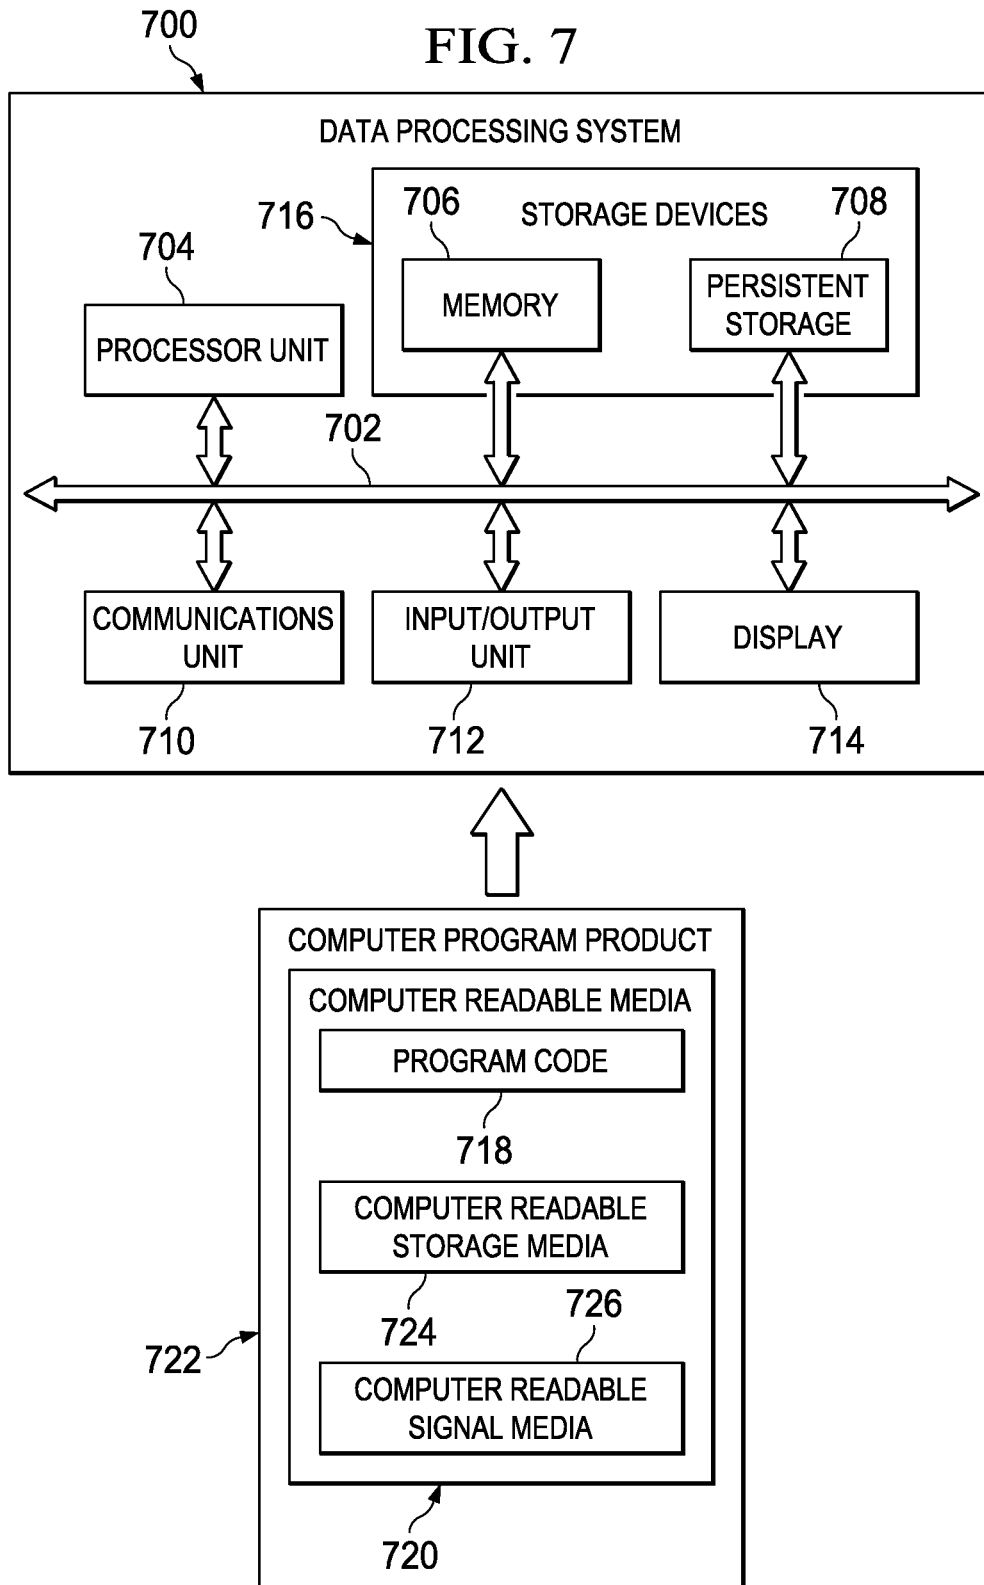 FIG. 7
700
DATA PROCESSING SYSTEM
716
706
STORAGE DEVICES
708
704
MEMORY
PERSISTENT
STORAGE
PROCESSOR UNIT
702
COMMUNICATIONS
UNIT
INPUT/OUTPUT
UNIT
DISPLAY
710
712
714
COMPUTER PROGRAM PRODUCT
COMPUTER READABLE MEDIA
PROGRAM CODE
718
COMPUTER READABLE
STORAGE MEDIA
724
726
722
COMPUTER READABLE
SIGNAL MEDIA
720